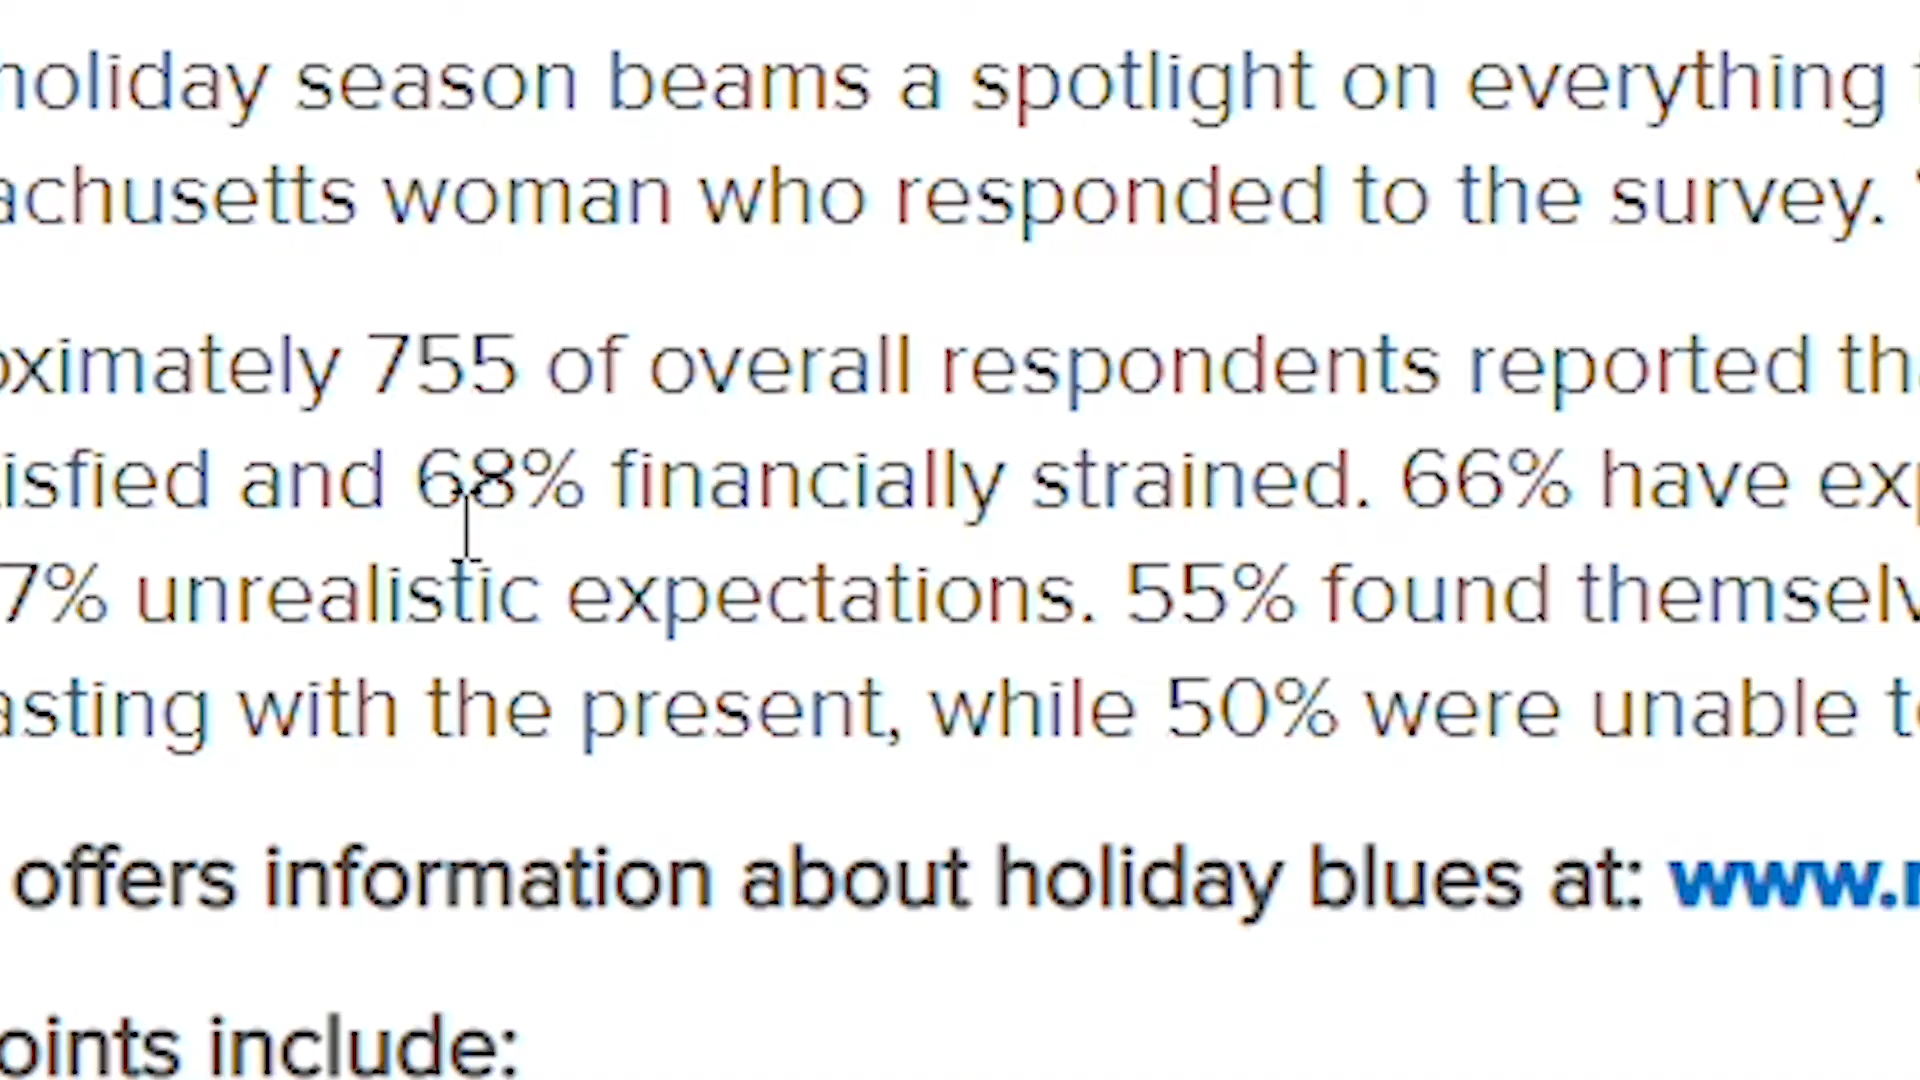 holiday season beams a spotlight on everything
achusetts woman who responded to the survey.
oximately 755 of overall respondents reported tha
isfied and 68% financially strained. 66% have exp
7% unrealistic expectations. 55% found themselv
asting with the present, while 50% were unable to
offers information about holiday blues at: www.
oints include: